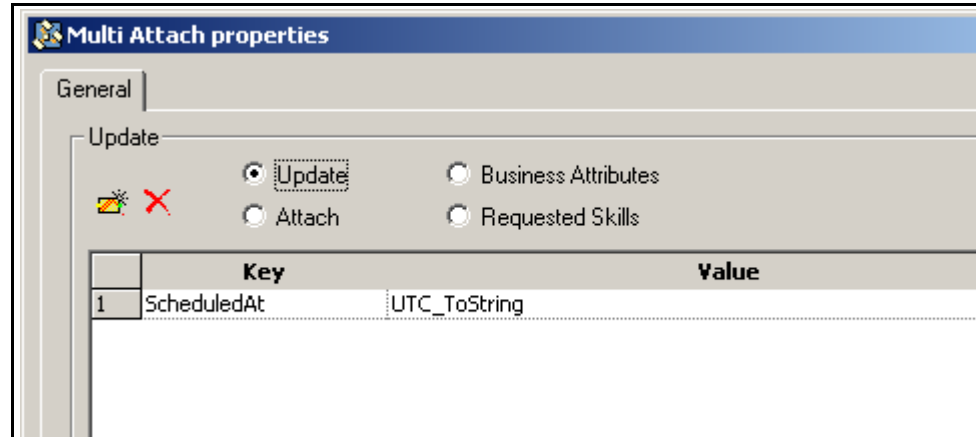 Multi Attach properties
General
Update
Update Business Attributes
Attach Requested Skills
Key Value
1 ScheduledAt UTC_ToString